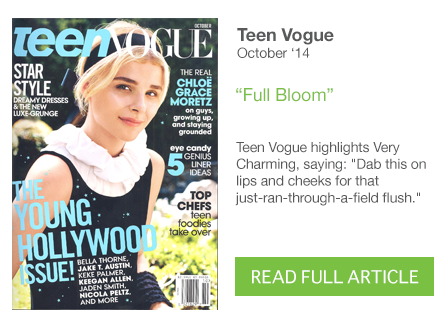 OCTOBER
teen VOGUE
STAR
STYLE
DREAMY DRESSES
& THE NEW
LUXE-GRUNGE
THE REAL
CHLOË
GRACE
MORETZ
on guys,
growing up,
and staying
grounded
eye candy
5 GENIUS
LINER
IDEAS
TOP
CHEFS
teen
foodies
take over
THE
YOUNG
HOLLYWOOD
ISSUE!
BELLA THORNE,
JAKE T. AUSTIN,
KEKE PALMER,
KEEGAN ALLEN,
JADEN SMITH,
NICOLA PELTZ,
AND MORE
Teen Vogue
October ‘14
“Full Bloom”
Teen Vogue highlights Very
Charming, saying: "Dab this on
lips and cheeks for that
just-ran-through-a-field flush."
READ FULL ARTICLE